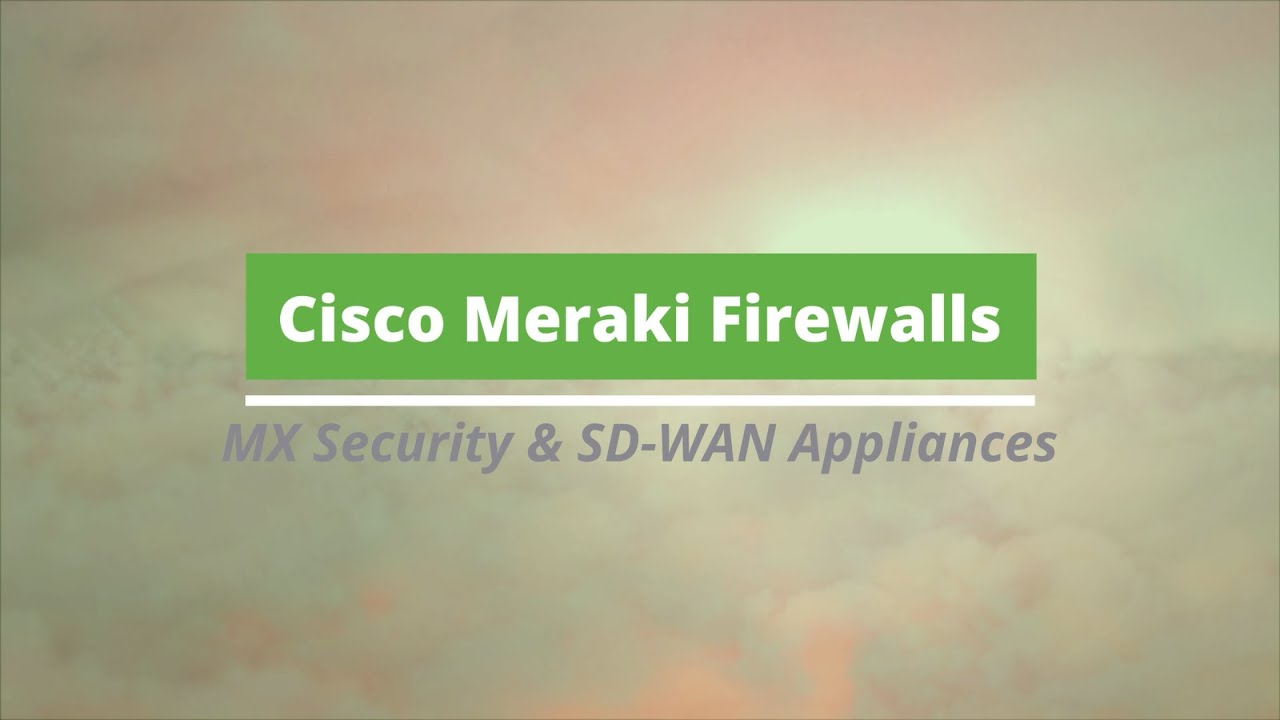 Cisco Meraki Firewalls
MX Security & SD-WAN Appliances